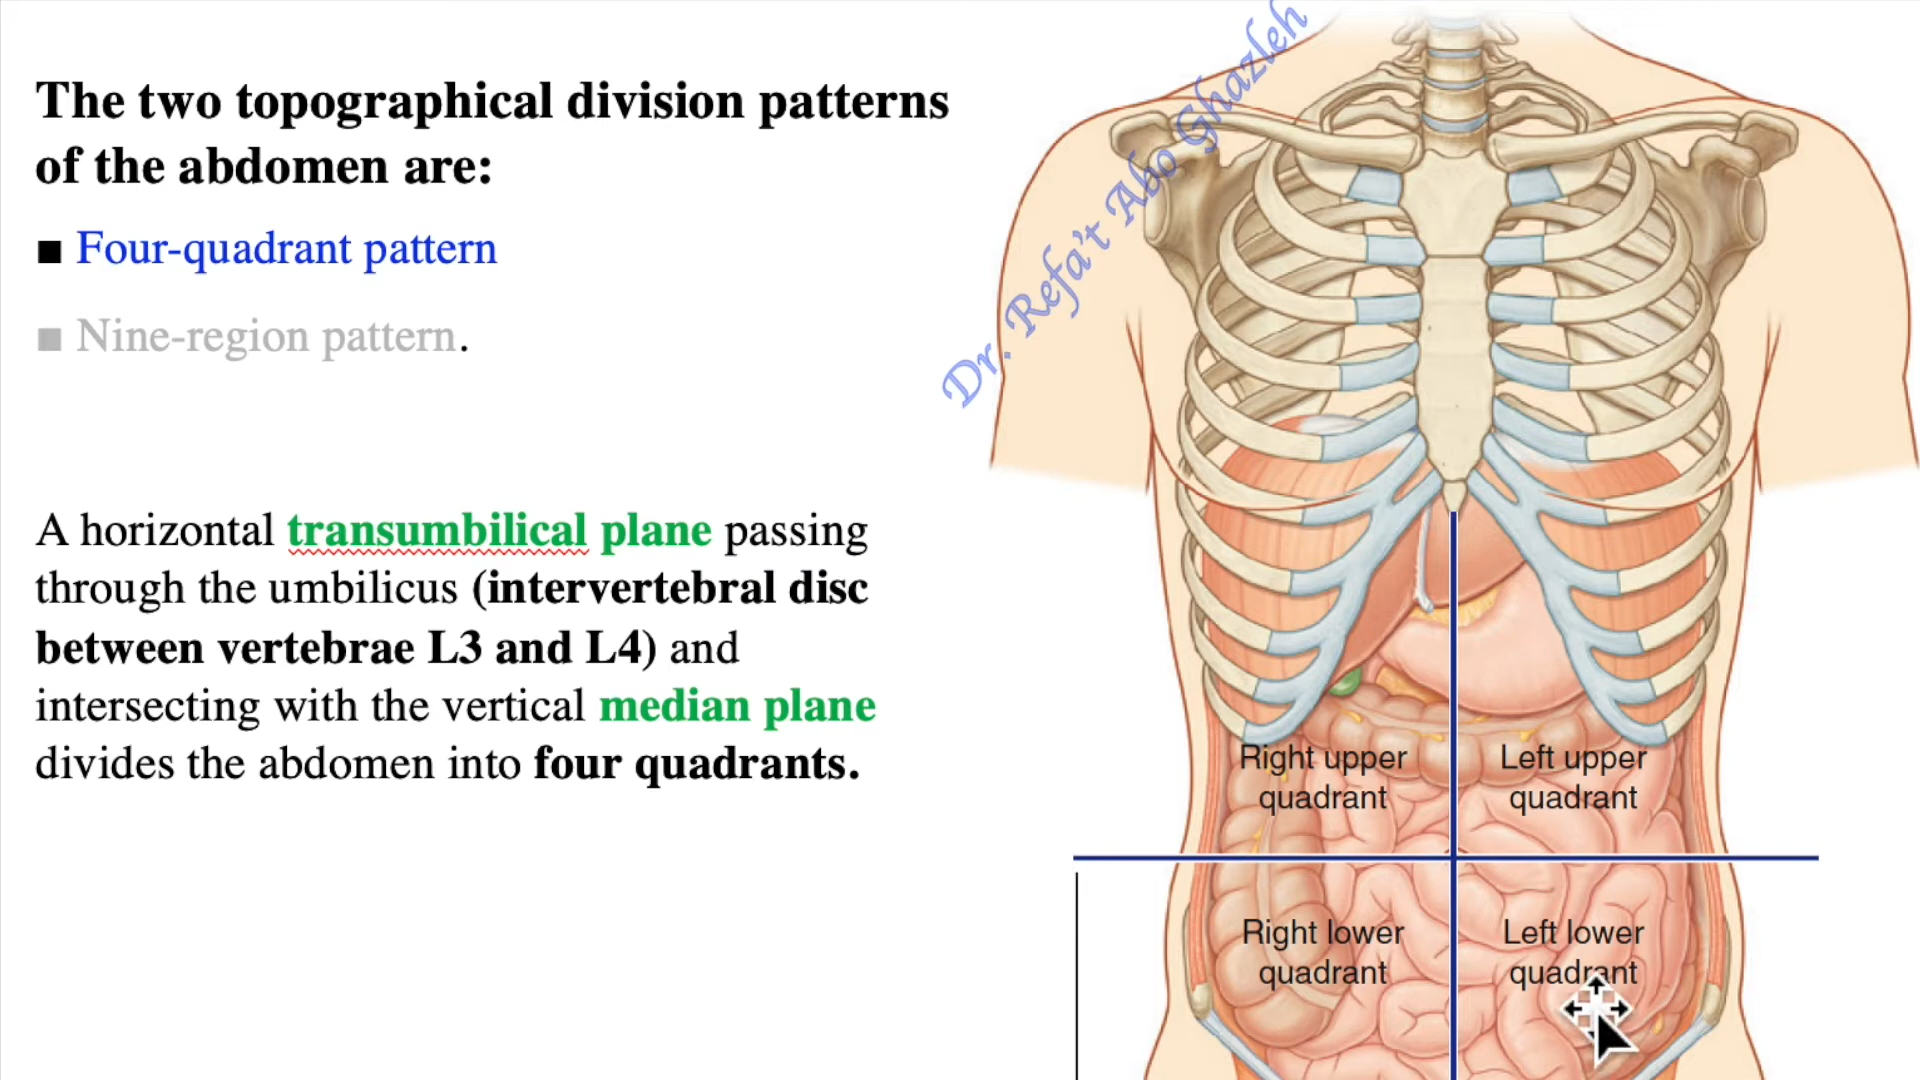 The two topographical division patterns
of the abdomen are:
■ Four-quadrant pattern
■ Nine-region pattern.
A horizontal transumbilical plane passing
through the umbilicus (intervertebral disc
between vertebrae L3 and L4) and
intersecting with the vertical median plane
divides the abdomen into four quadrants.
Dr. Refa't Abo Ghazleh
Right upper
quadrant
Left upper
quadrant
Right lower
quadrant
Left lower
quadrant